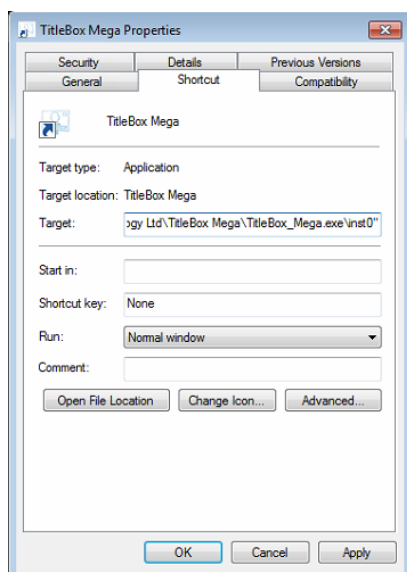 TitleBox Mega Properties
Security Details Previous Versions
General Shortcut Compatibility
TitleBox Mega
Target type: Application
Target location: TitleBox Mega
Target: ogy Ltd\TitleBox Mega\TitleBox_Mega.exe\inst0"
Start in:
Shortcut key: None
Run: Normal window
Comment:
Open File Location Change Icon... Advanced...
OK Cancel Apply